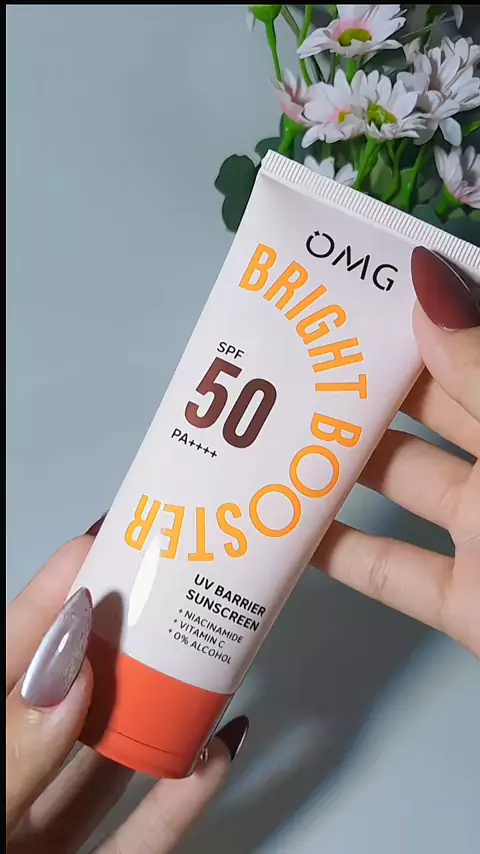 OMG
BRIGHT BOOSTER
SPF
50
PA++++
UV BARRIER
SUNSCREEN
+ NIACINAMIDE
+ VITAMIN C
+ 0% ALCOHOL